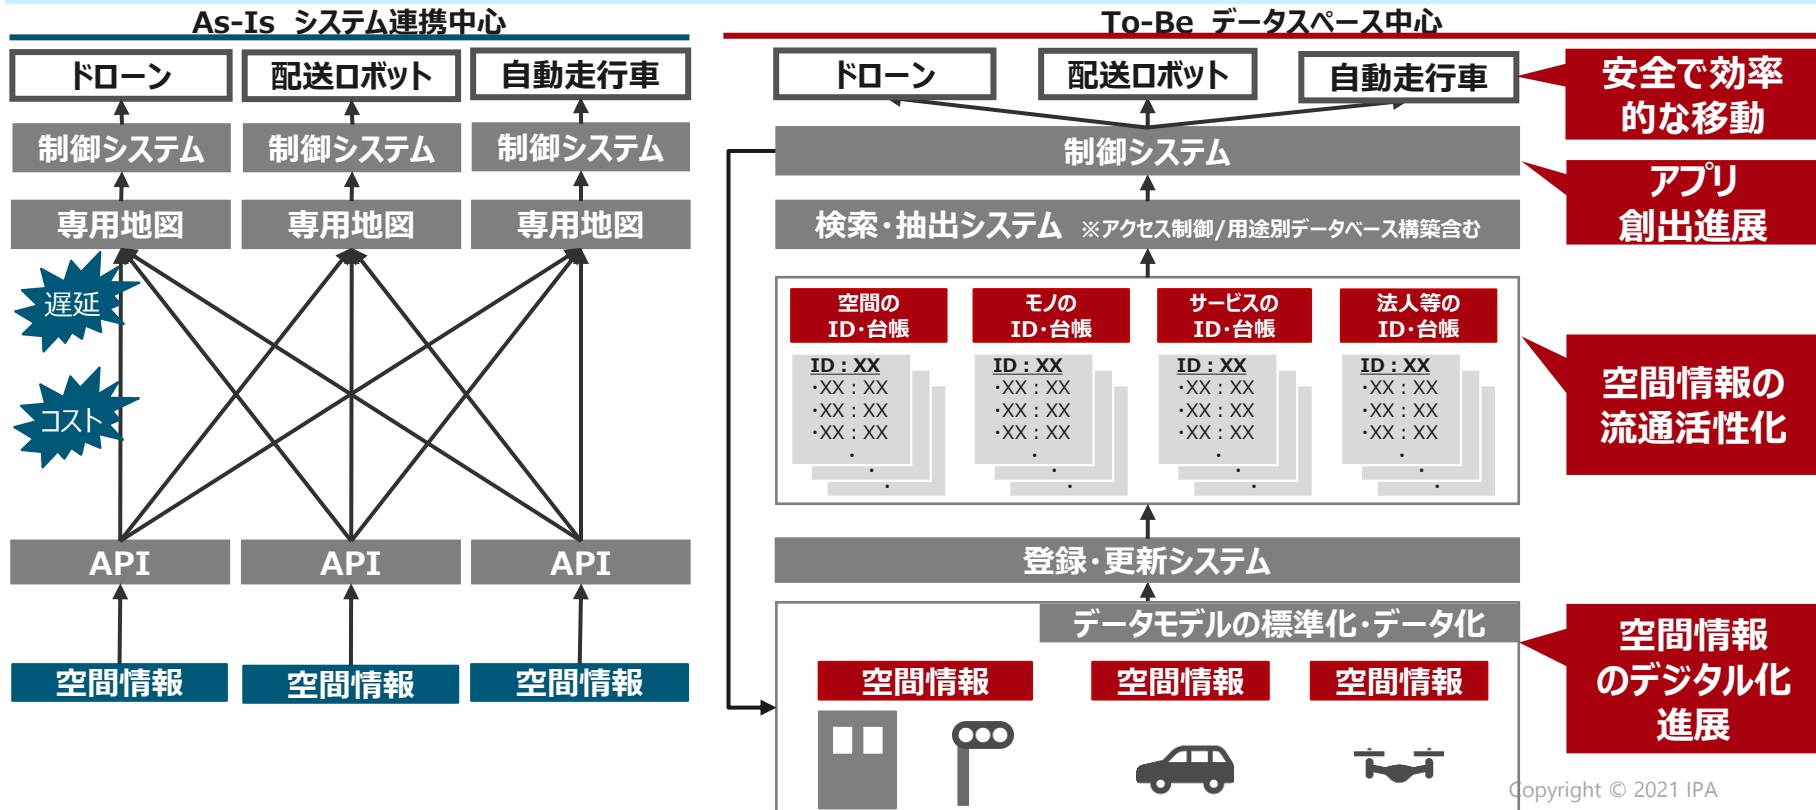 As-Is システム連携中心
ドローン
配送ロボット
自動走行車
制御システム
制御システム
制御システム
専用地図
専用地図
専用地図
遅延
コスト
API
API
API
空間情報
空間情報
空間情報
To-Be データスペース中心
ドローン
配送ロボット
自動走行車
制御システム
検索・抽出システム ※アクセス制御/用途別データベース構築含む
空間の
ID・台帳
ID：XX
・XX：XX
・XX：XX
・XX：XX
・
・
・
モノの
ID・台帳
ID：XX
・XX：XX
・XX：XX
・XX：XX
・
・
・
サービスの
ID・台帳
ID：XX
・XX：XX
・XX：XX
・XX：XX
・
・
・
法人等の
ID・台帳
ID：XX
・XX：XX
・XX：XX
・XX：XX
・
・
・
登録・更新システム
データモデルの標準化・データ化
空間情報
空間情報
空間情報
安全で効率
的な移動
アプリ
創出進展
空間情報の
流通活性化
空間情報
のデジタル化
進展
Copyright © 2021 IPA